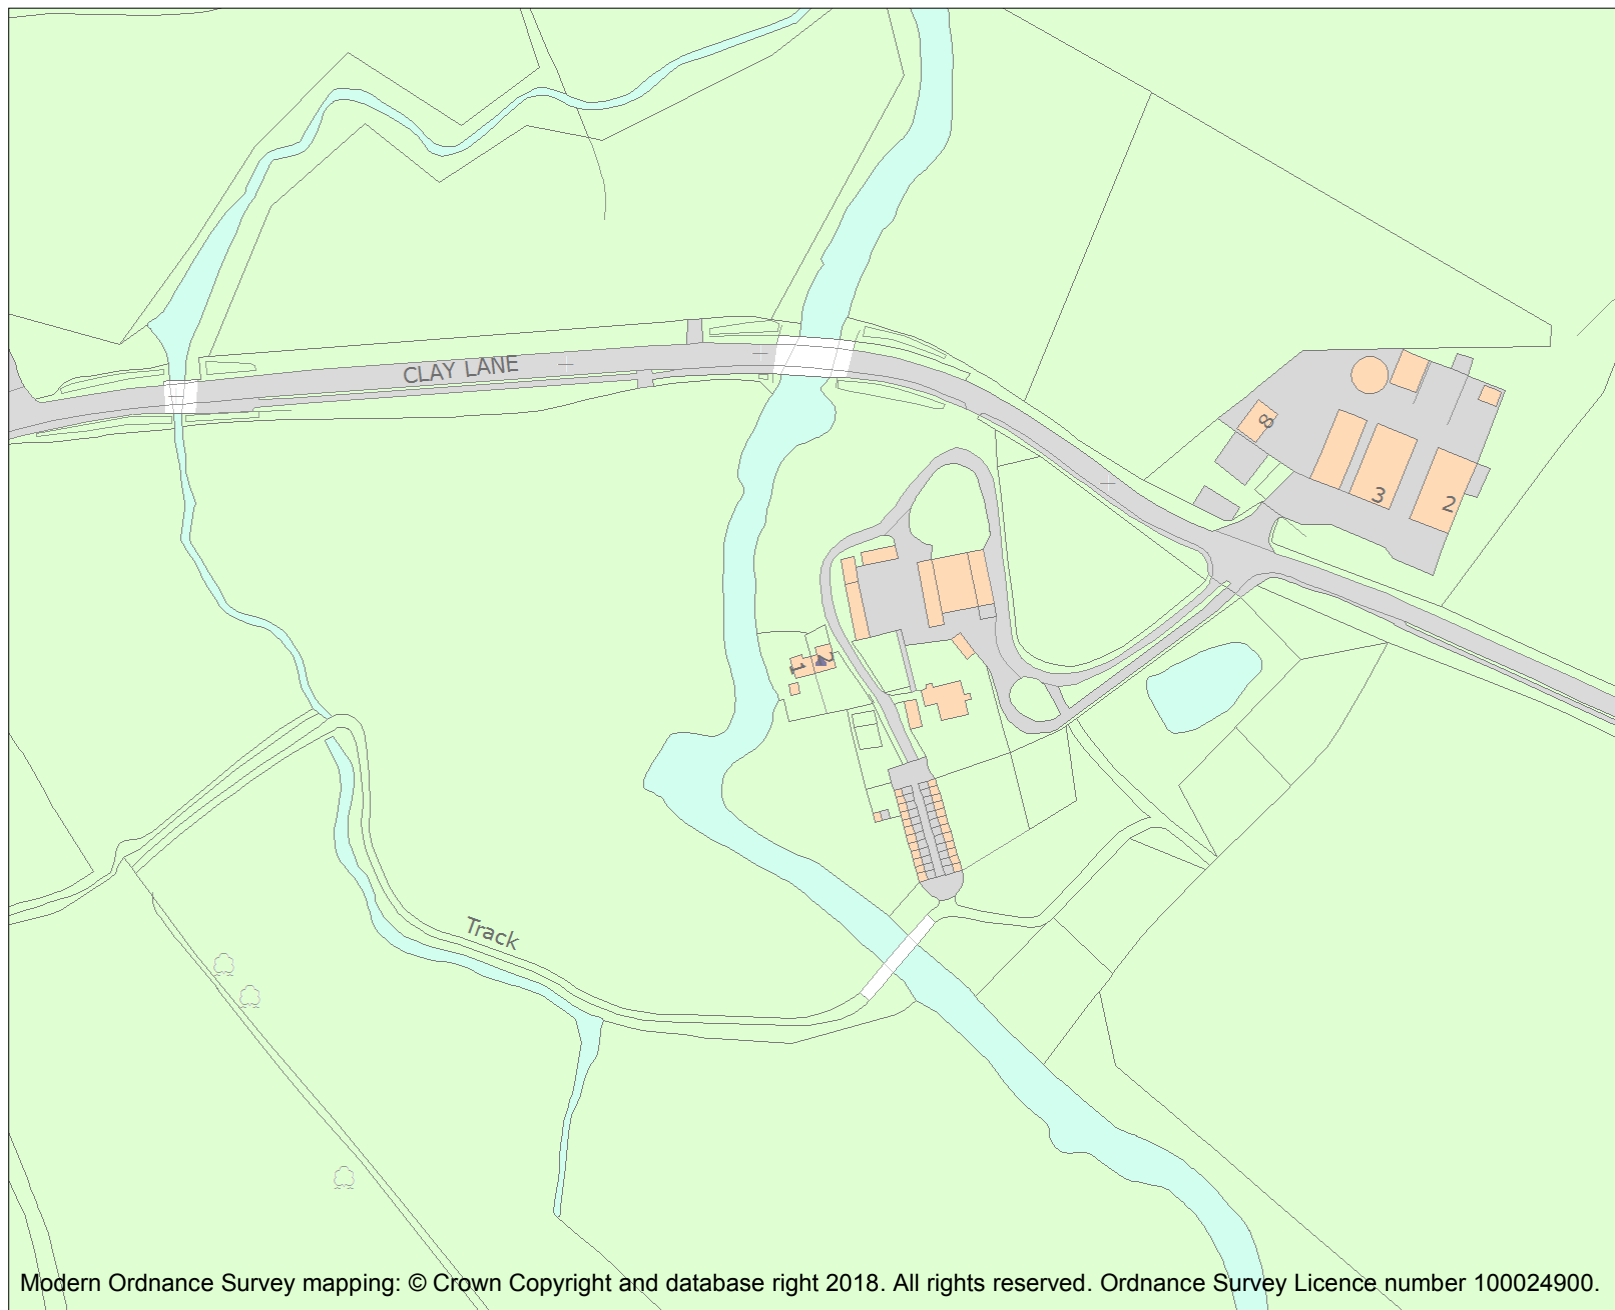 CLAY LANE
8
3
2
1
2
Track
Modern Ordnance Survey mapping: © Crown Copyright and database right 2018. All rights reserved. Ordnance Survey Licence number 100024900.